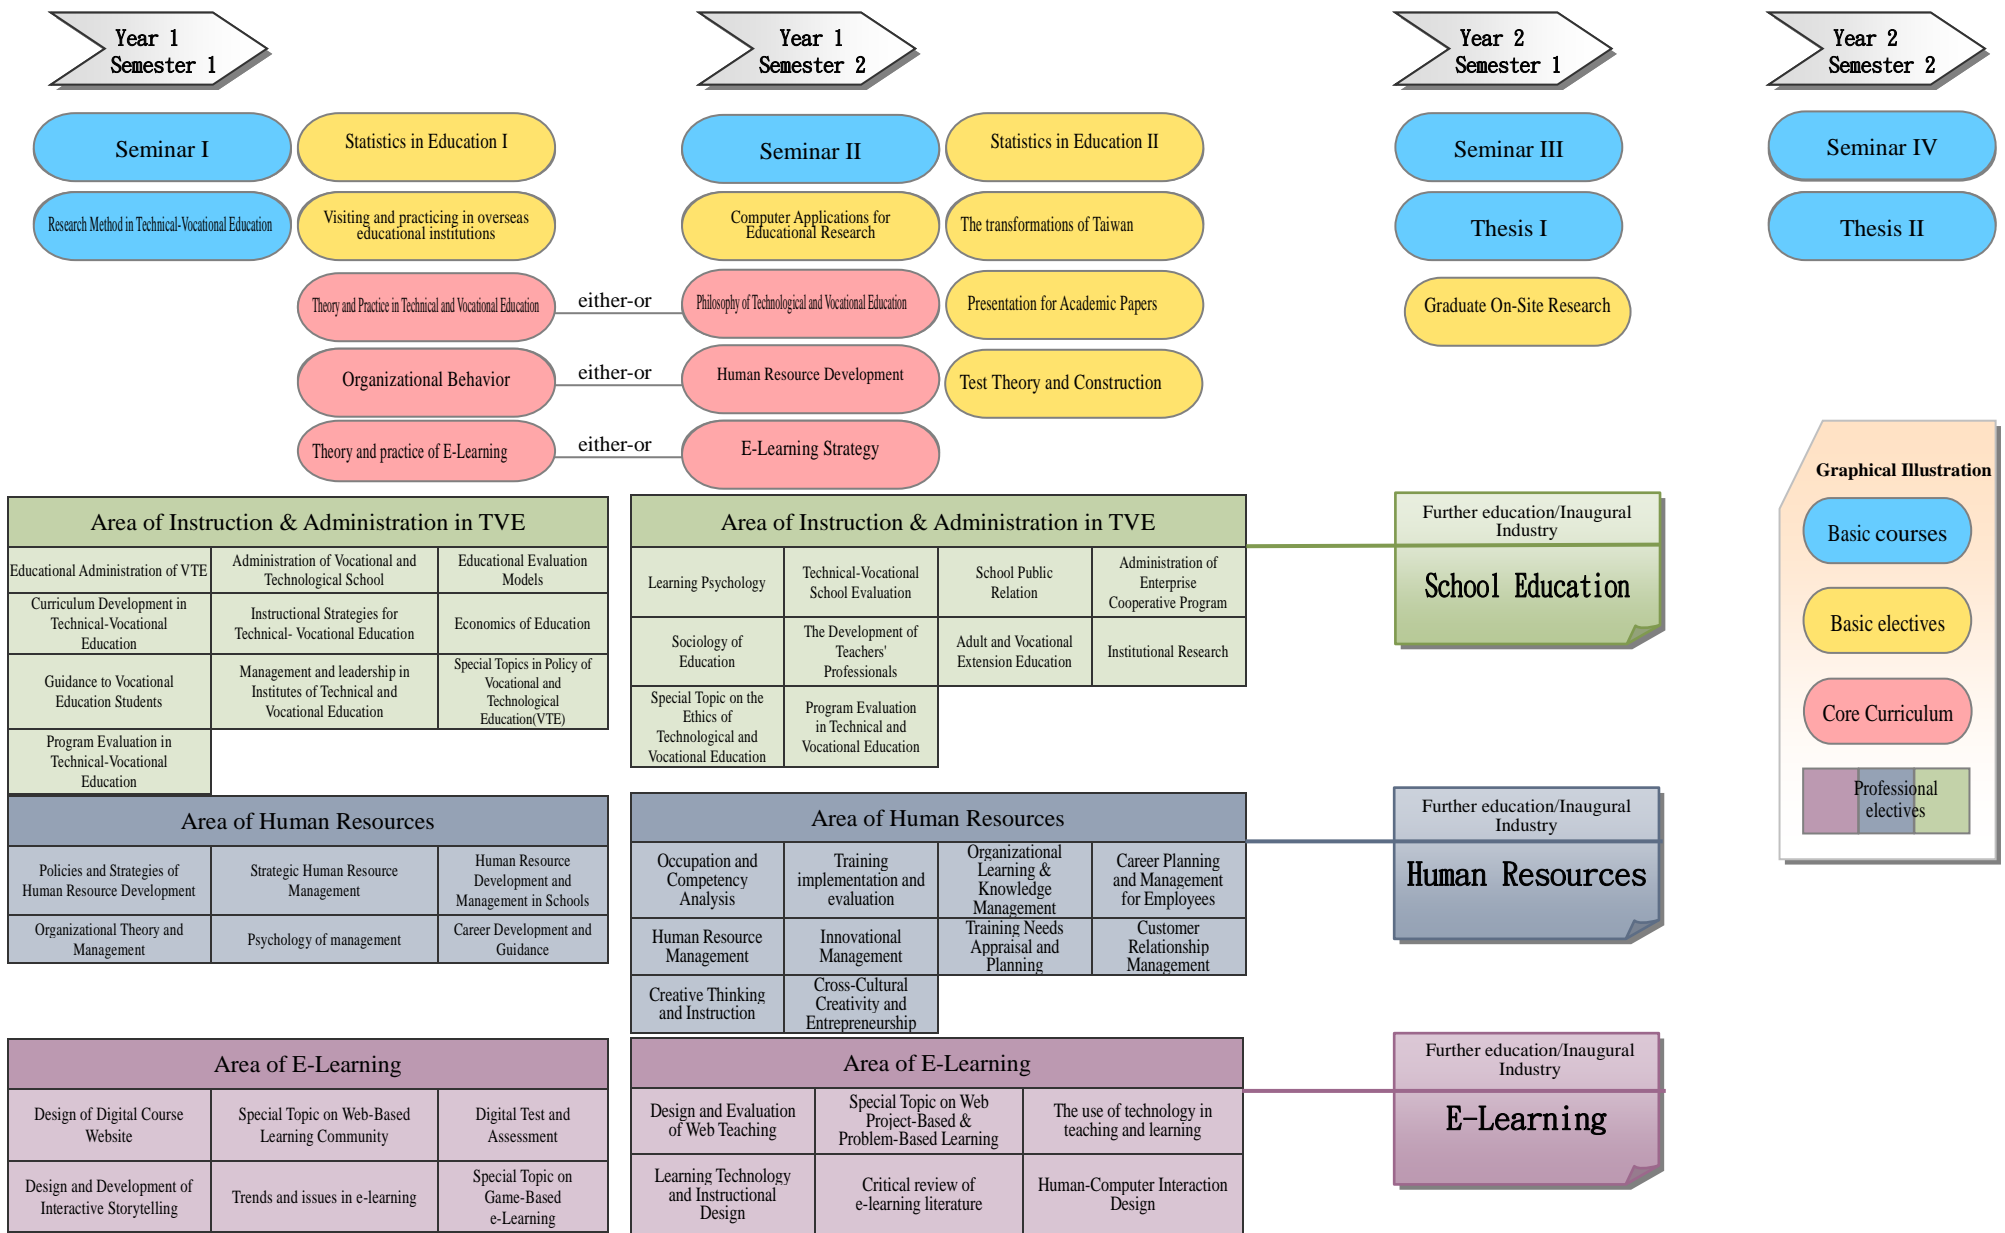 Year 1
Semester 1
Year 1
Semester 2
Year 2
Semester 1
Year 2
Semester 2
Seminar I
Statistics in Education I
Seminar II
Statistics in Education II
Seminar III
Seminar IV
Research Method in Technical-Vocational Education
Visiting and practicing in overseas
educational institutions
Computer Applications for
Educational Research
The transformations of Taiwan
Thesis I
Thesis II
Theory and Practice in Technical and Vocational Education
either-or
Philosophy of Technological and Vocational Education
Presentation for Academic Papers
Graduate On-Site Research
Organizational Behavior
either-or
Human Resource Development
Test Theory and Construction
Theory and practice of E-Learning
either-or
E-Learning Strategy
Graphical Illustration
Basic courses
Basic electives
Core Curriculum
Professional
electives
Area of Instruction & Administration in TVE
Educational Administration of VTE
Administration of Vocational and
Technological School
Educational Evaluation
Models
Curriculum Development in
Technical-Vocational
Education
Instructional Strategies for
Technical- Vocational Education
Economics of Education
Guidance to Vocational
Education Students
Management and leadership in
Institutes of Technical and
Vocational Education
Special Topics in Policy of
Vocational and
Technological
Education(VTE)
Program Evaluation in
Technical-Vocational
Education
Area of Instruction & Administration in TVE
Learning Psychology
Technical-Vocational
School Evaluation
School Public
Relation
Administration of
Enterprise
Cooperative Program
Sociology of
Education
The Development of
Teachers'
Professionals
Adult and Vocational
Extension Education
Institutional Research
Special Topic on the
Ethics of
Technological and
Vocational Education
Program Evaluation
in Technical and
Vocational Education
Further education/Inaugural
Industry
School Education
Area of Human Resources
Policies and Strategies of
Human Resource Development
Strategic Human Resource
Management
Human Resource
Development and
Management in Schools
Organizational Theory and
Management
Psychology of management
Career Development and
Guidance
Area of Human Resources
Occupation and
Competency
Analysis
Training
implementation and
evaluation
Organizational
Learning &
Knowledge
Management
Career Planning
and Management
for Employees
Human Resource
Management
Innovational
Management
Training Needs
Appraisal and
Planning
Customer
Relationship
Management
Creative Thinking
and Instruction
Cross-Cultural
Creativity and
Entrepreneurship
Further education/Inaugural
Industry
Human Resources
Area of E-Learning
Design of Digital Course
Website
Special Topic on Web-Based
Learning Community
Digital Test and
Assessment
Design and Development of
Interactive Storytelling
Trends and issues in e-learning
Special Topic on
Game-Based
e-Learning
Area of E-Learning
Design and Evaluation
of Web Teaching
Special Topic on Web
Project-Based &
Problem-Based Learning
The use of technology in
teaching and learning
Learning Technology
and Instructional
Design
Critical review of
e-learning literature
Human-Computer Interaction
Design
Further education/Inaugural
Industry
E-Learning